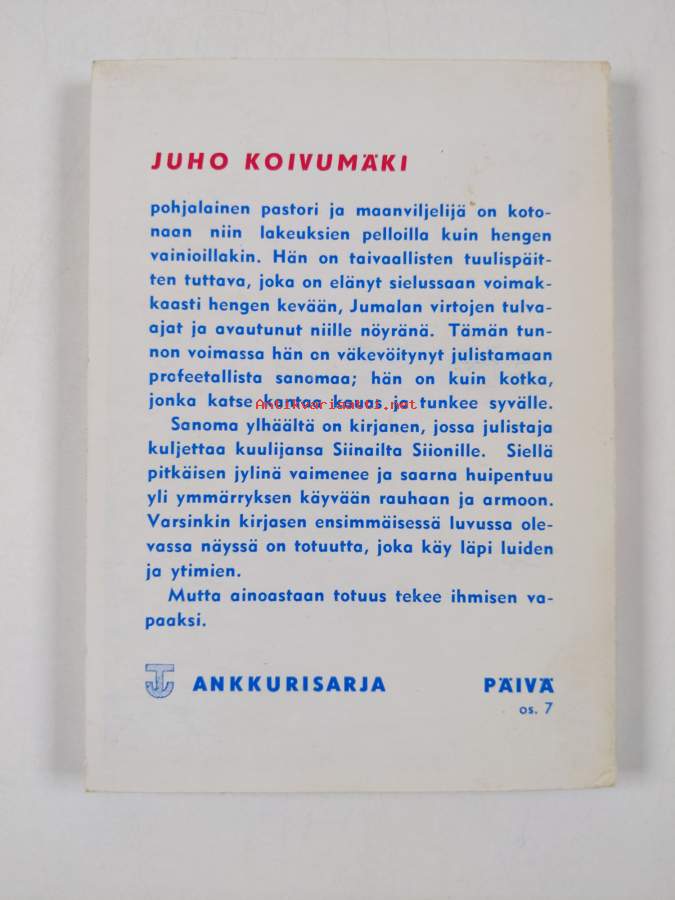 JUHO KOIVUMÄKI
pohjalainen pastori ja maanviljelijä on koto-
naan niin lakeuksien pelloilla kuin hengen
vainioillakin. Hän on taivaallisten tuulispäit-
ten tuttava, joka on elänyt sielussaan voimak-
kaasti hengen kevään, Jumalan virtojen tulva-
ajat ja avautunut niille nöyränä. Tämän tun-
non voimassa hän on väkevöitynyt julistamaan
profeetallista sanomaa; hän on kuin kotka,
jonka katse kantaa kauas ja tunkee syvälle.
Antikvariaatti.net
Sanoma ylhäältä on kirjanen, jossa julistaja
kuljettaa kuulijansa Siinailta Siionille. Siellä
pitkäisen jylinä vaimenee ja saarna huipentuu
yli ymmärryksen käyvään rauhaan ja armoon.
Varsinkin kirjasen ensimmäisessä luvussa ole-
vassa näyssä on totuutta, joka käy läpi luiden
ja ytimien.
Mutta ainoastaan totuus tekee ihmisen va-
paaksi.
ANKKURISARJA PÄIVÄ
os. 7